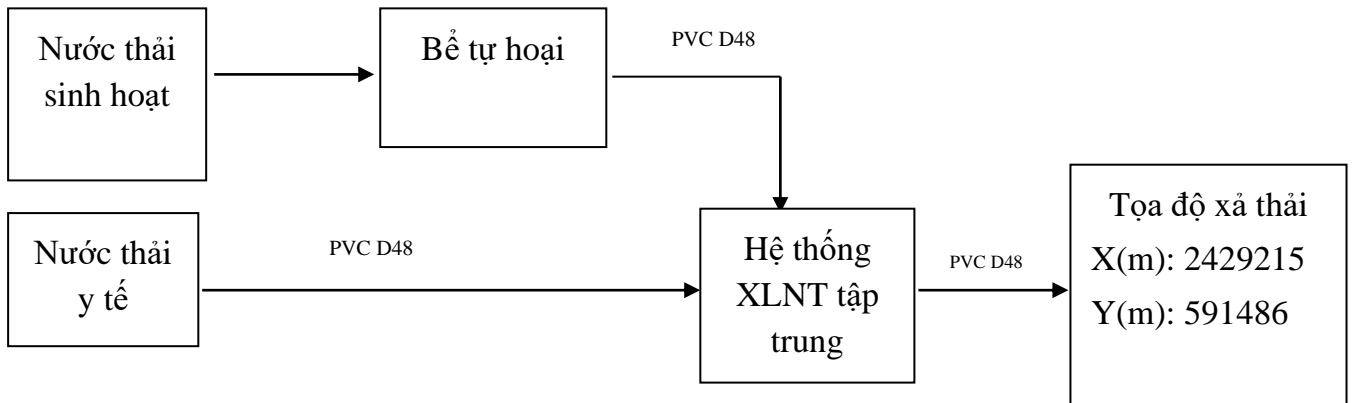 Nước thải
sinh hoạt
Bể tự hoại
PVC D48
Nước thải
y tế
PVC D48
Hệ thống
XLNT tập
trung
PVC D48
Tọa độ xả thải
X(m): 2429215
Y(m): 591486